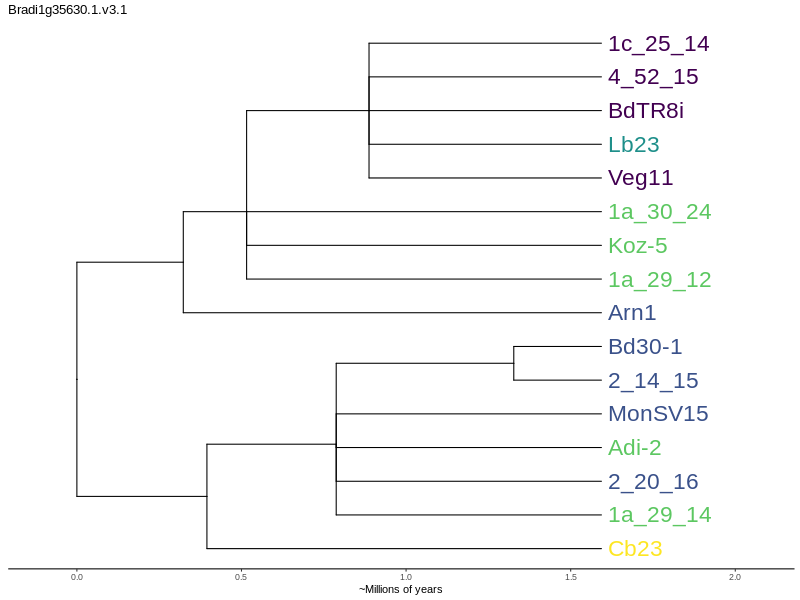 Bradi1g35630.1.v3.1
1c_25_14
4_52_15
BdTR8i
Lb23
Veg11
1a_30_24
Koz-5
1a_29_12
Arn1
Bd30-1
2_14_15
MonSV15
Adi-2
2_20_16
1a_29_14
Cb23
0.0 0.5 1.0 1.5 2.0
~Millions of years